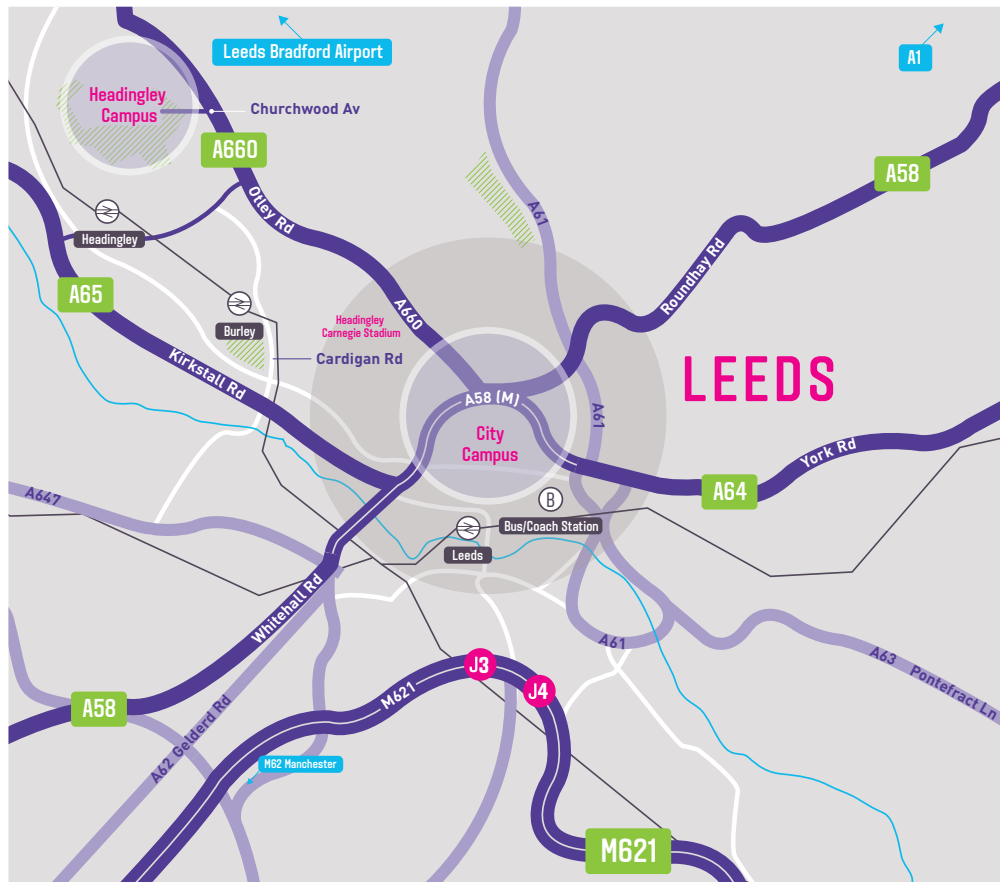 Leeds Bradford Airport
A1
Headingley
Campus
Churchwood Av
A660
A58
Otley Rd
A61
Headingley
Roundhay Rd
A65
Burley
Headingley
Carnegie Stadium
A660
Cardigan Rd
Kirkstall Rd
LEEDS
A58 (M)
A61
City
Campus
York Rd
A64
A647
B
Bus/Coach Station
Leeds
Whitehall Rd
A61
A63 Pontefract Ln
J3
J4
M621
A58
A62 Gelderd Rd
M62 Manchester
M621